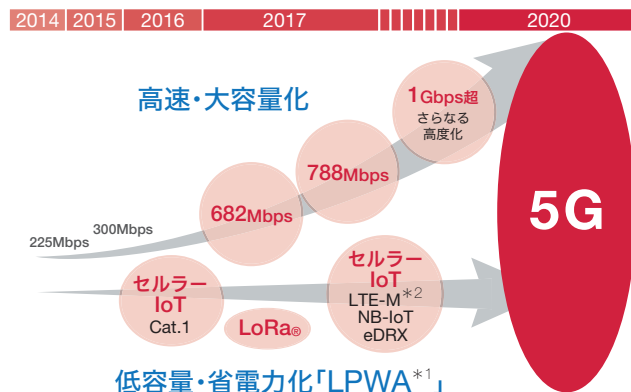 2014 2015 2016 2017 2020
高速・大容量化
1Gbps超
さらなる
高度化
788Mbps
682Mbps
300Mbps
225Mbps
5G
セルラー
IoT
Cat.1
LoRa®
セルラー
IoT
LTE-M*2
NB-IoT
eDRX
低容量・省電力化「LPWA*1」